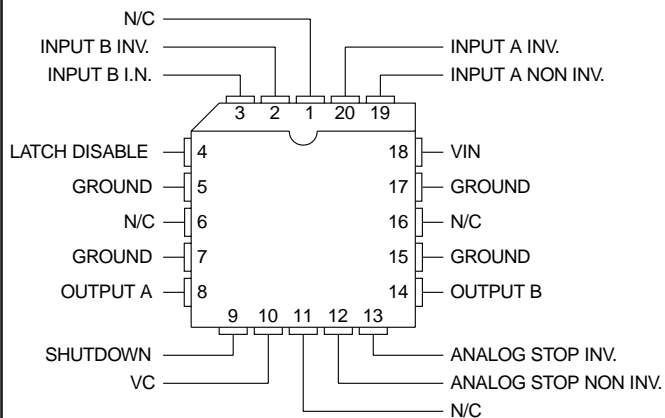 N/C
INPUT B INV.
INPUT A INV.
INPUT B I.N.
INPUT A NON INV.
3 2 1 20 19
LATCH DISABLE 4 18 VIN
GROUND 5 17 GROUND
N/C 6 16 N/C
GROUND 7 15 GROUND
OUTPUT A 8 14 OUTPUT B
9 10 11 12 13
SHUTDOWN ANALOG STOP INV.
VC ANALOG STOP NON INV.
N/C